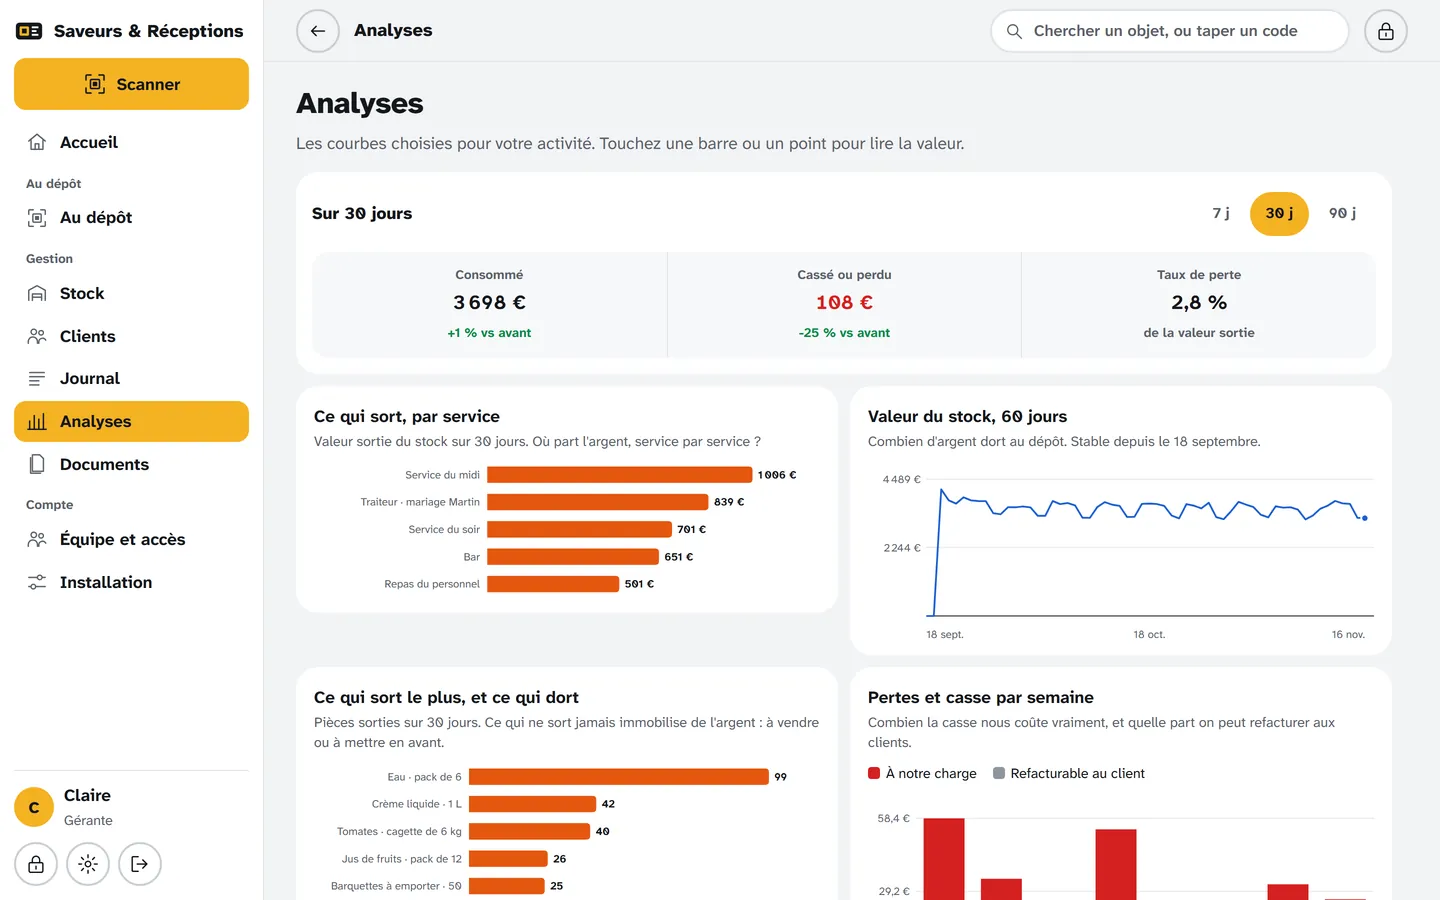 Saveurs & Réceptions
Scanner
Accueil
Au dépôt
Au dépôt
Gestion
Stock
Clients
Journal
Analyses
Documents
Compte
Équipe et accès
Installation
C
Claire
Gérante
Analyses
Chercher un objet, ou taper un code
Analyses
Les courbes choisies pour votre activité. Touchez une barre ou un point pour lire la valeur.
Sur 30 jours
7 j
30 j
90 j
Consommé
3 698 €
+1 % vs avant
Cassé ou perdu
108 €
-25 % vs avant
Taux de perte
2,8 %
de la valeur sortie
Ce qui sort, par service
Valeur sortie du stock sur 30 jours. Où part l'argent, service par service ?
Service du midi 1 006 €
Traiteur · mariage Martin 839 €
Service du soir 701 €
Bar 651 €
Repas du personnel 501 €
Valeur du stock, 60 jours
Combien d'argent dort au dépôt. Stable depuis le 18 septembre.
4 489 €
2 244 €
18 sept. 18 oct. 16 nov.
Ce qui sort le plus, et ce qui dort
Pièces sorties sur 30 jours. Ce qui ne sort jamais immobilise de l'argent : à vendre
ou à mettre en avant.
Eau · pack de 6 99
Crème liquide · 1 L 42
Tomates · cagette de 6 kg 40
Jus de fruits · pack de 12 26
Barquettes à emporter · 50 25
Pertes et casse par semaine
Combien la casse nous coûte vraiment, et quelle part on peut refacturer aux
clients.
À notre charge
Refacturable au client
58,4 €
29,2 €